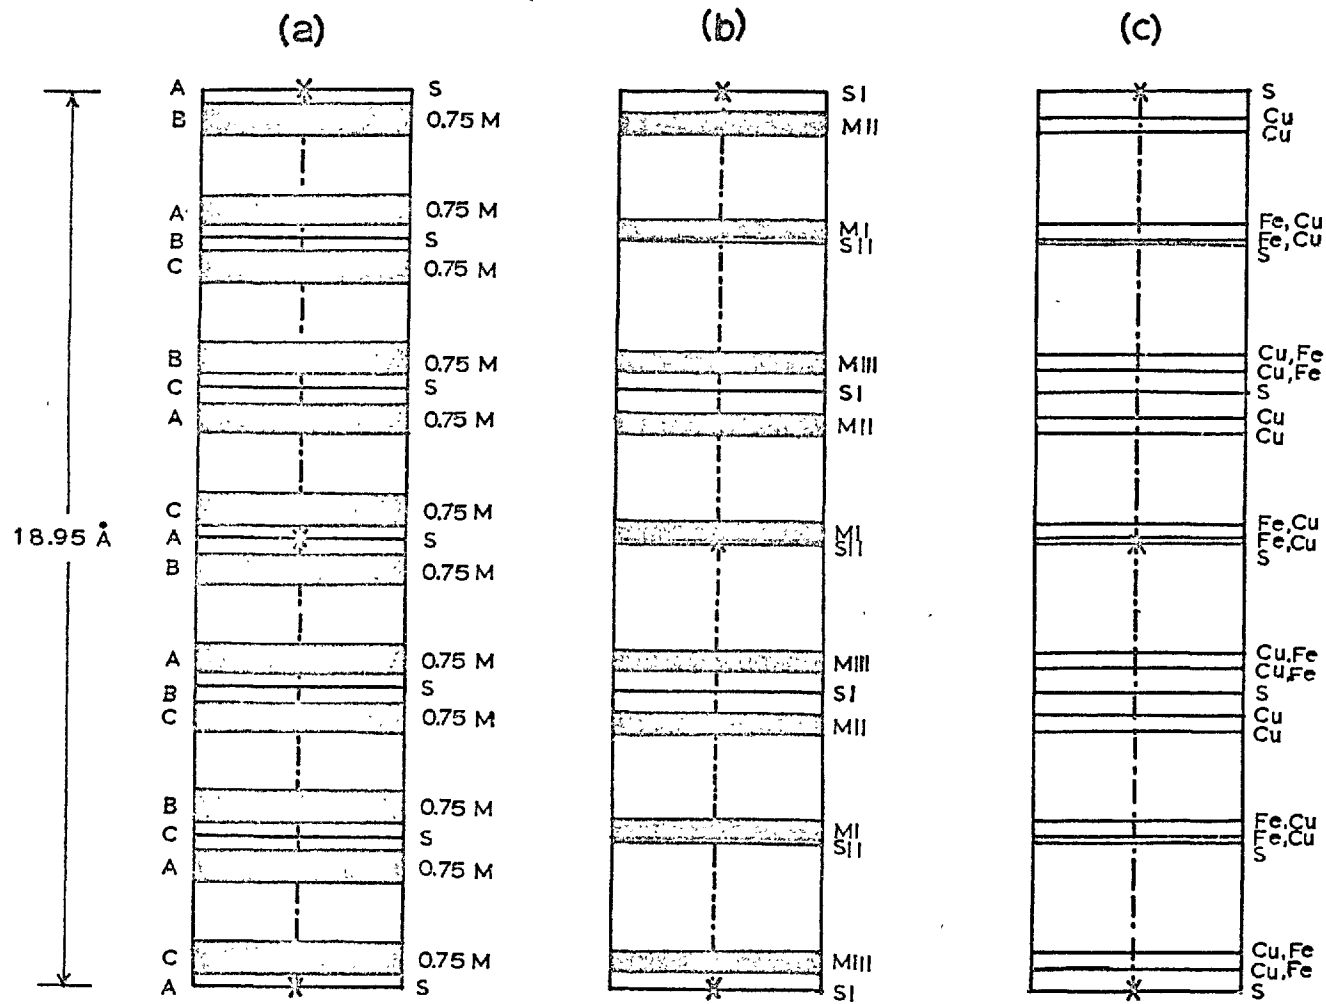 (a)
A S
B 0.75 M
A 0.75 M
B S
C 0.75 M
B 0.75 M
C S
A 0.75 M
C 0.75 M
A S
B 0.75 M
A 0.75 M
B S
C 0.75 M
B 0.75 M
C S
A 0.75 M
C 0.75 M
A S
18.95 Å
(b)
SI
MII
MI
SII
MIII
SI
MII
MI
SII
MIII
SI
MII
MI
SII
MIII
SI
(c)
S
Cu
Cu
Fe, Cu
Fe, Cu
S
Cu, Fe
Cu, Fe
S
Cu
Cu
Fe, Cu
Fe, Cu
S
Cu, Fe
Cu, Fe
S
Cu
Cu
Fe, Cu
Fe, Cu
S
Cu, Fe
Cu, Fe
S